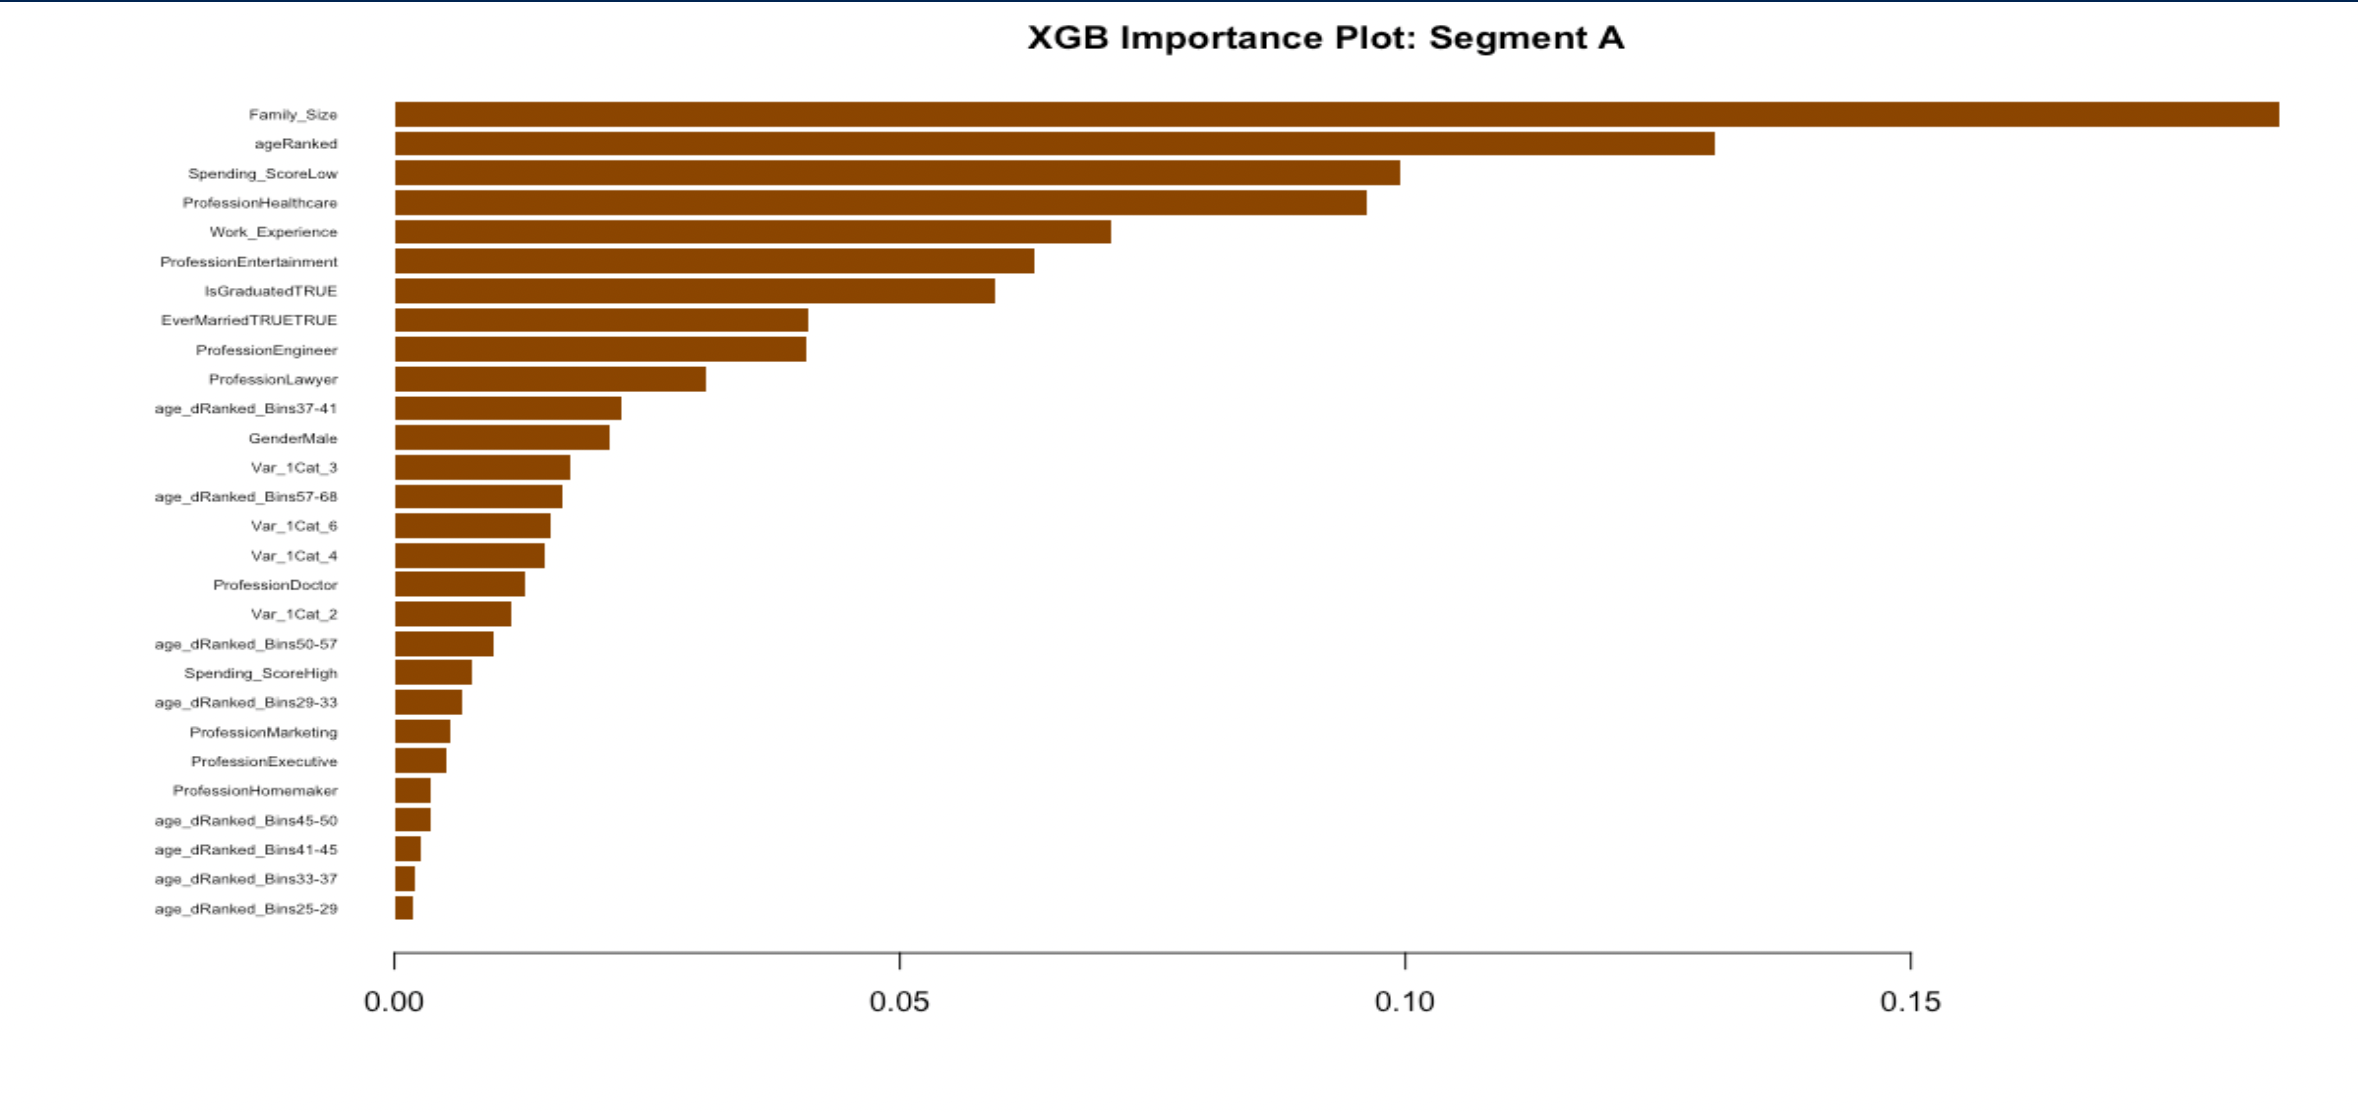 XGB Importance Plot: Segment A
Family_Size
ageRanked
Spending_ScoreLow
ProfessionHealthcare
Work_Experience
ProfessionEntertainment
IsGraduatedTRUE
EverMarriedTRUETRUE
ProfessionEngineer
ProfessionLawyer
age_dRanked_Bins37-41
GenderMale
Var_1Cat_3
age_dRanked_Bins57-68
Var_1Cat_6
Var_1Cat_4
ProfessionDoctor
Var_1Cat_2
age_dRanked_Bins50-57
Spending_ScoreHigh
age_dRanked_Bins29-33
ProfessionMarketing
ProfessionExecutive
ProfessionHomemaker
age_dRanked_Bins45-50
age_dRanked_Bins41-45
age_dRanked_Bins33-37
age_dRanked_Bins25-29
0.00 0.05 0.10 0.15